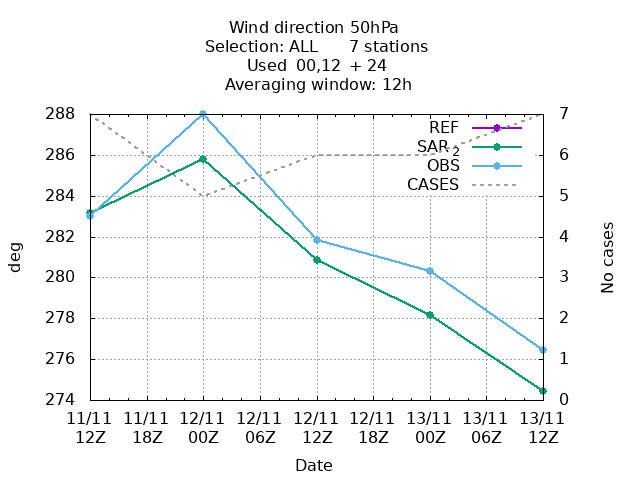 Wind direction 50hPa
Selection: ALL 7 stations
Used 00,12 + 24
Averaging window: 12h
288 7
REF
SAR 2
286 6
OBS
CASES
284 5
282 4
deg
No cases
280 3
278 2
276 1
274 0
11/11 11/11 12/11 12/11 12/11 12/11 13/11 13/11 13/11
12Z 18Z 00Z 06Z 12Z 18Z 00Z 06Z 12Z
Date